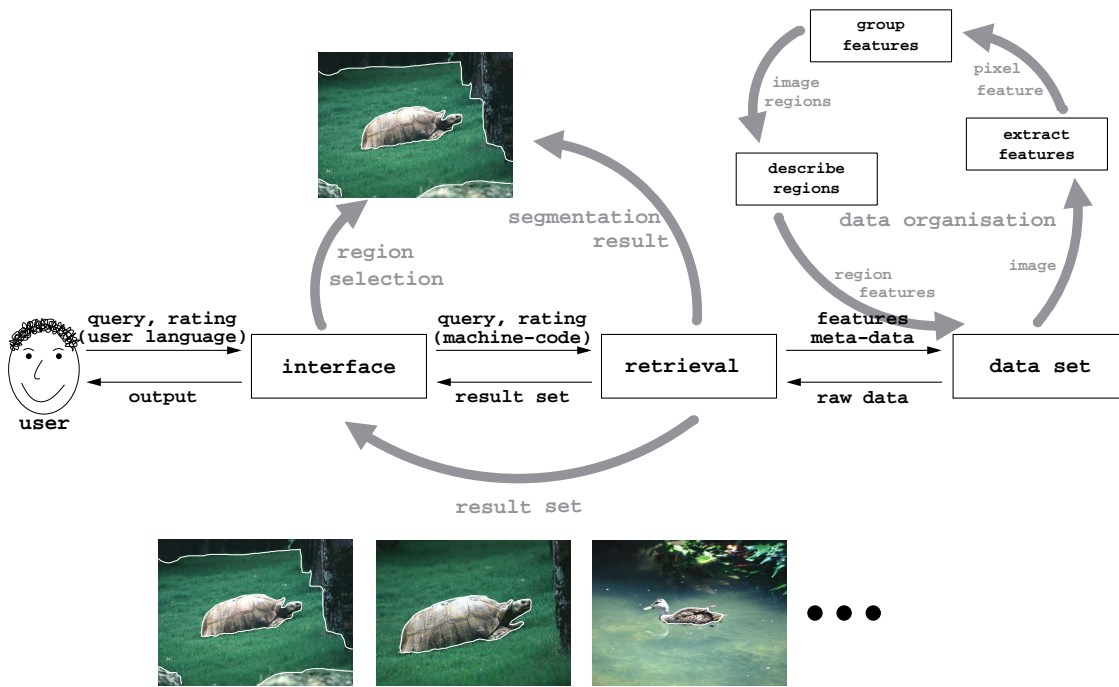 group
features
pixel
feature
image
regions
extract
features
describe
regions
data organisation
segmentation
result
region
selection
image
region
features
query, rating
(user language)
query, rating
(machine-code)
features
meta-data
interface
retrieval
data set
output
result set
raw data
user
result set